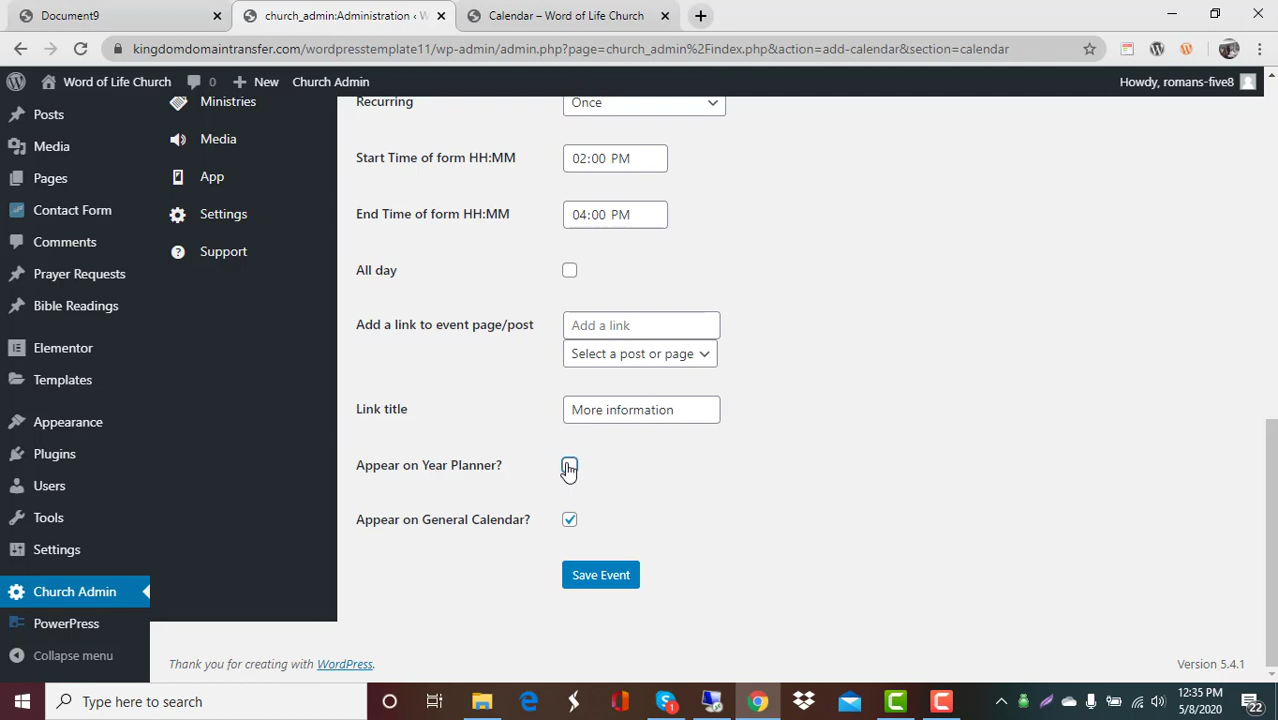 Document9
church_admin:Administration ‹ W
Calendar – Word of Life Church
kingdomdomaintransfer.com/wordpresstemplate11/wp-admin/admin.php?page=church_admin%2Findex.php&action=add-calendar&section=calendar
Word of Life Church
0
New
Church Admin
Howdy, romans-five8
Posts
Media
Pages
Contact Form
Comments
Prayer Requests
Bible Readings
Elementor
Templates
Appearance
Plugins
Users
Tools
Settings
Church Admin
PowerPress
Collapse menu
Ministries
Media
App
Settings
Support
Recurring
Once
Start Time of form HH:MM
02:00 PM
End Time of form HH:MM
04:00 PM
All day
Add a link to event page/post
Add a link
Select a post or page
Link title
More information
Appear on Year Planner?
Appear on General Calendar?
Save Event
Thank you for creating with WordPress.
Version 5.4.1
Type here to search
12:35 PM
5/8/2020
22